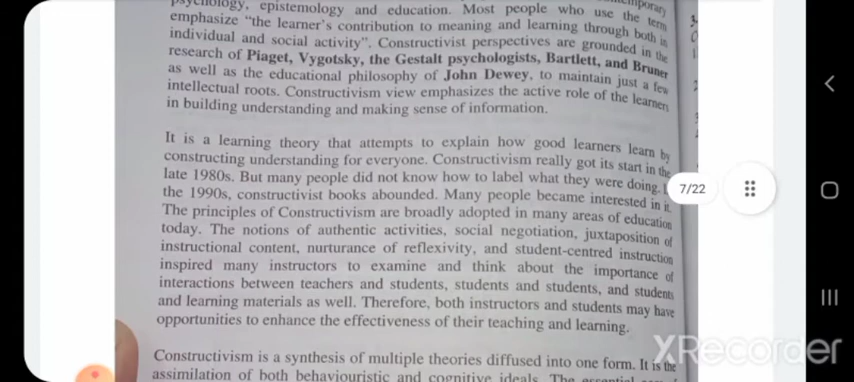 psychology, epistemology and education. Most people who use the term
emphasize "the learner's contribution to meaning and learning through both in
individual and social activity". Constructivist perspectives are grounded in the
research of Piaget, Vygotsky, the Gestalt psychologists, Bartlett, and Bruner
as well as the educational philosophy of John Dewey, to maintain just a few
intellectual roots. Constructivism view emphasizes the active role of the learners
in building understanding and making sense of information.
It is a learning theory that attempts to explain how good learners learn by
constructing understanding for everyone. Constructivism really got its start in the
late 1980s. But many people did not know how to label what they were doing.
the 1990s, constructivist books abounded. Many people became interested in it.
The principles of Constructivism are broadly adopted in many areas of education
today. The notions of authentic activities, social negotiation, juxtaposition of
instructional content, nurturance of reflexivity, and student-centred instruction
inspired many instructors to examine and think about the importance of
interactions between teachers and students, students and students, and students
and learning materials as well. Therefore, both instructors and students may have
opportunities to enhance the effectiveness of their teaching and learning.
Constructivism is a synthesis of multiple theories diffused into one form. It is the
assimilation of both behaviouristic and cognitive ideals. The
7/22
XRecorder